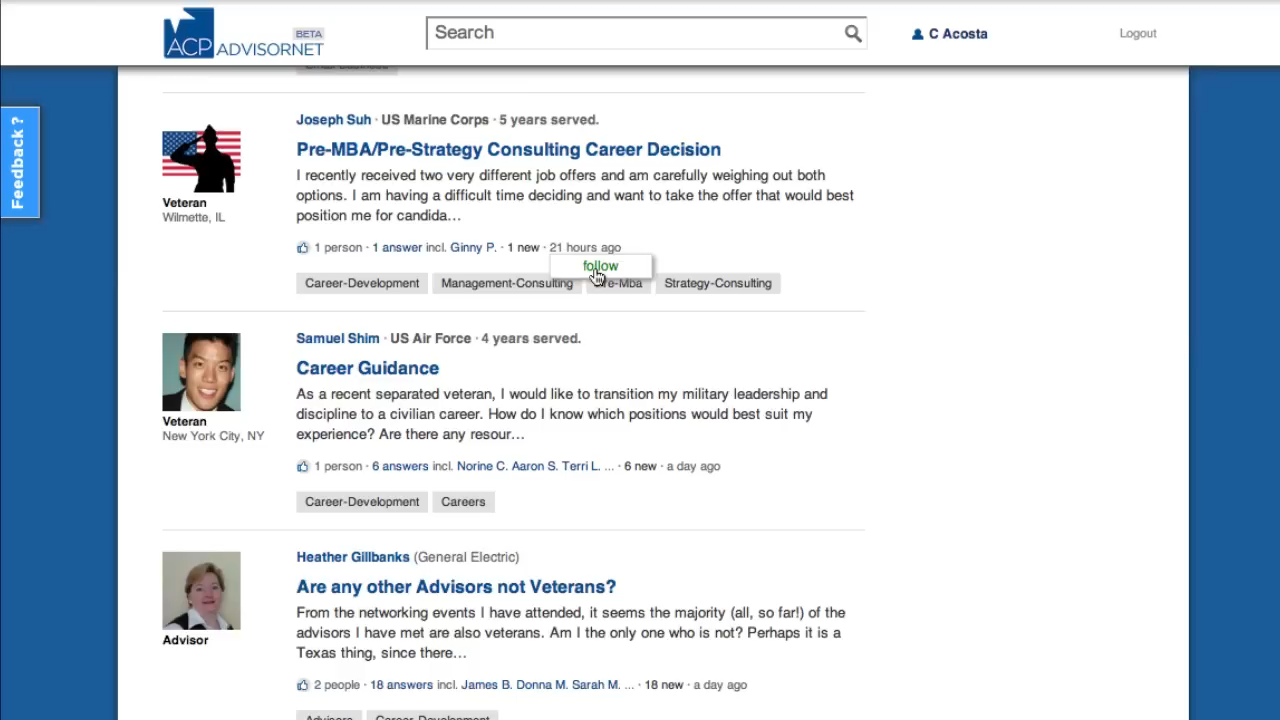 ACP ADVISORNET BETA
Search
C Acosta
Logout
Feedback ?
Joseph Suh · US Marine Corps · 5 years served.
Pre-MBA/Pre-Strategy Consulting Career Decision
I recently received two very different job offers and am carefully weighing out both
options. I am having a difficult time deciding and want to take the offer that would best
position me for candida...
Veteran
Wilmette, IL
1 person · 1 answer incl. Ginny P. · 1 new · 21 hours ago
follow
Career-Development Management-Consulting Strategy-Consulting
Samuel Shim · US Air Force · 4 years served.
Career Guidance
As a recent separated veteran, I would like to transition my military leadership and
discipline to a civilian career. How do I know which positions would best suit my
experience? Are there any resour...
Veteran
New York City, NY
1 person · 6 answers incl. Norine C. Aaron S. Terri L. ... · 6 new · a day ago
Career-Development Careers
Heather Gillbanks (General Electric)
Are any other Advisors not Veterans?
From the networking events I have attended, it seems the majority (all, so far!) of the
advisors I have met are also veterans. Am I the only one who is not? Perhaps it is a
Texas thing, since there...
Advisor
2 people · 18 answers incl. James B. Donna M. Sarah M. ... · 18 new · a day ago
Advisors Career-Development